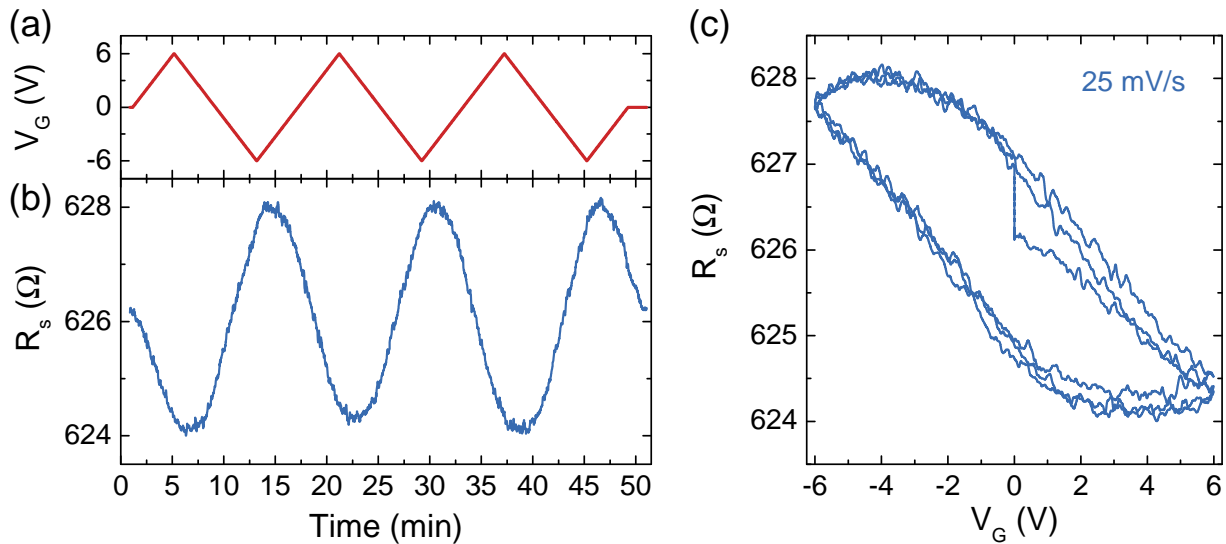 (a)
6
0
-6
V_G (V)
(b)
628
626
624
R_s (Ω)
0 5 10 15 20 25 30 35 40 45 50
Time (min)
(c)
25 mV/s
628
627
626
625
624
R_s (Ω)
-6 -4 -2 0 2 4 6
V_G (V)